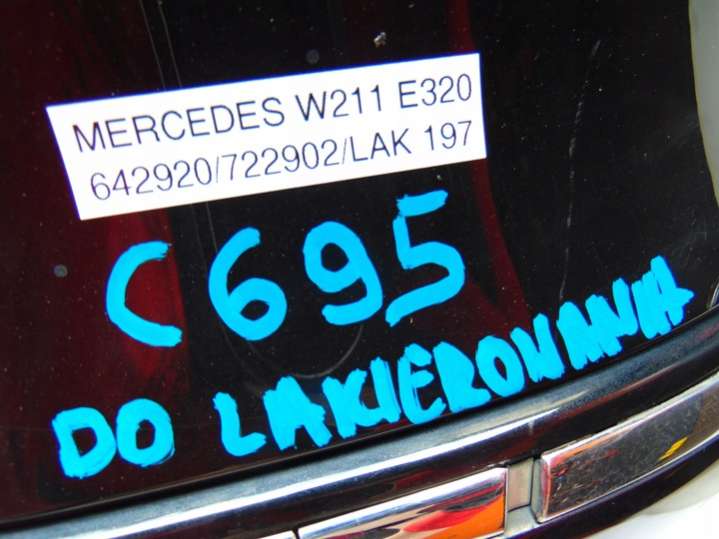 MERCEDES W211 E320
642920/722902/LAK 197
C695
DO LAKIEROWANIA